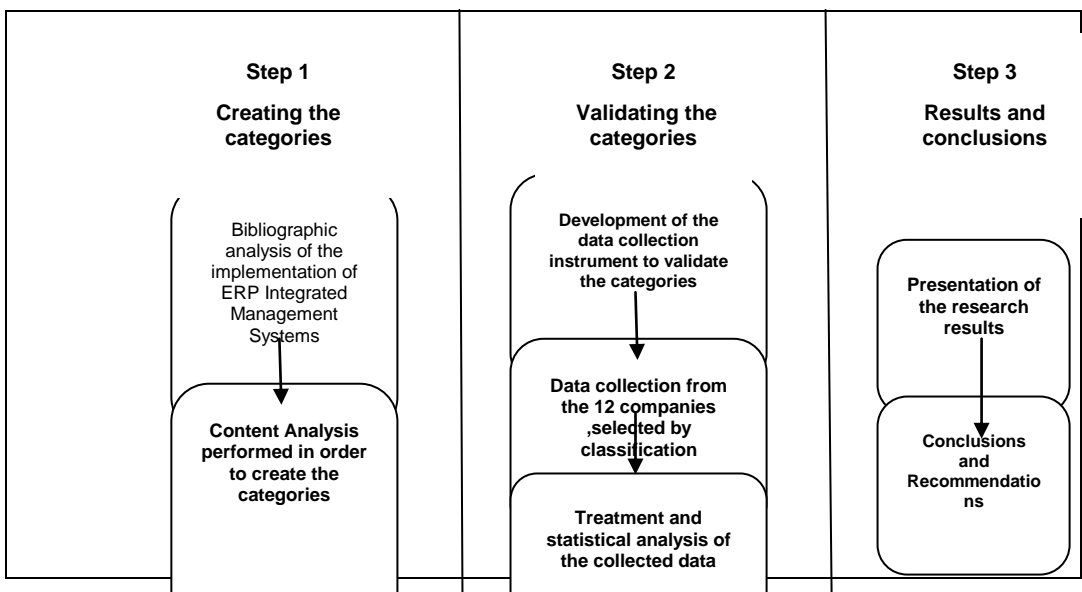 Step 1
Creating the
categories
Bibliographic
analysis of the
implementation of
ERP Integrated
Management
Systems
Content Analysis
performed in order
to create the
categories
Step 2
Validating the
categories
Development of the
data collection
instrument to validate
the categories
Data collection from
the 12 companies
,selected by
classification
Treatment and
statistical analysis of
the collected data
Step 3
Results and
conclusions
Presentation of
the research
results
Conclusions
and
Recommendatio
ns